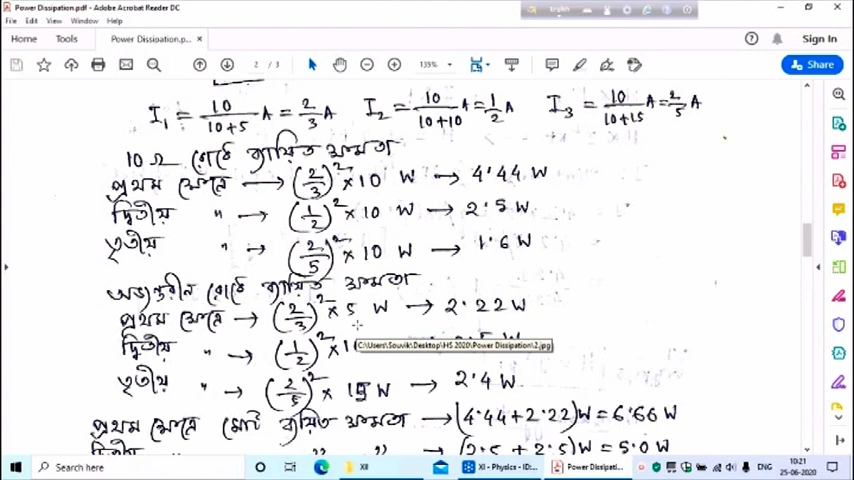 Power Dissipation.pdf - Adobe Acrobat Reader DC
English
File Edit View Window Help
Home Tools Power Dissipation.p... × Sign In
2 / 3 135% Share
I₁ = 10/(10+5) A = 2/3 A I₂ = 10/(10+10) A = 1/2 A I₃ = 10/(10+15) A = 2/5 A
10 Ω রোধে ব্যয়িত ক্ষমতা
প্রথম ক্ষেত্রে → (2/3)² × 10 W → 4.44 W
দ্বিতীয় " → (1/2)² × 10 W → 2.5 W
তৃতীয় " → (2/5)² × 10 W → 1.6 W
অভ্যন্তরীন রোধে ব্যয়িত ক্ষমতা
প্রথম ক্ষেত্রে → (2/3)² × 5 W → 2.22 W
দ্বিতীয় " → (1/2)² × 1
C:\Users\Souvik\Desktop\HS 2020\Power Dissipation\2.jpg
তৃতীয় " → (2/5)² × 15 W → 2.4 W
প্রথম ক্ষেত্রে মোট ব্যয়িত ক্ষমতা → (4.44 + 2.22) W = 6.66 W
দ্বিতীয় " " → (2.5 + 2.5) W = 5.0 W
Type here to search XII XI - Physics - ID:... Power Dissipatio... ENG 10:21
25-06-2020